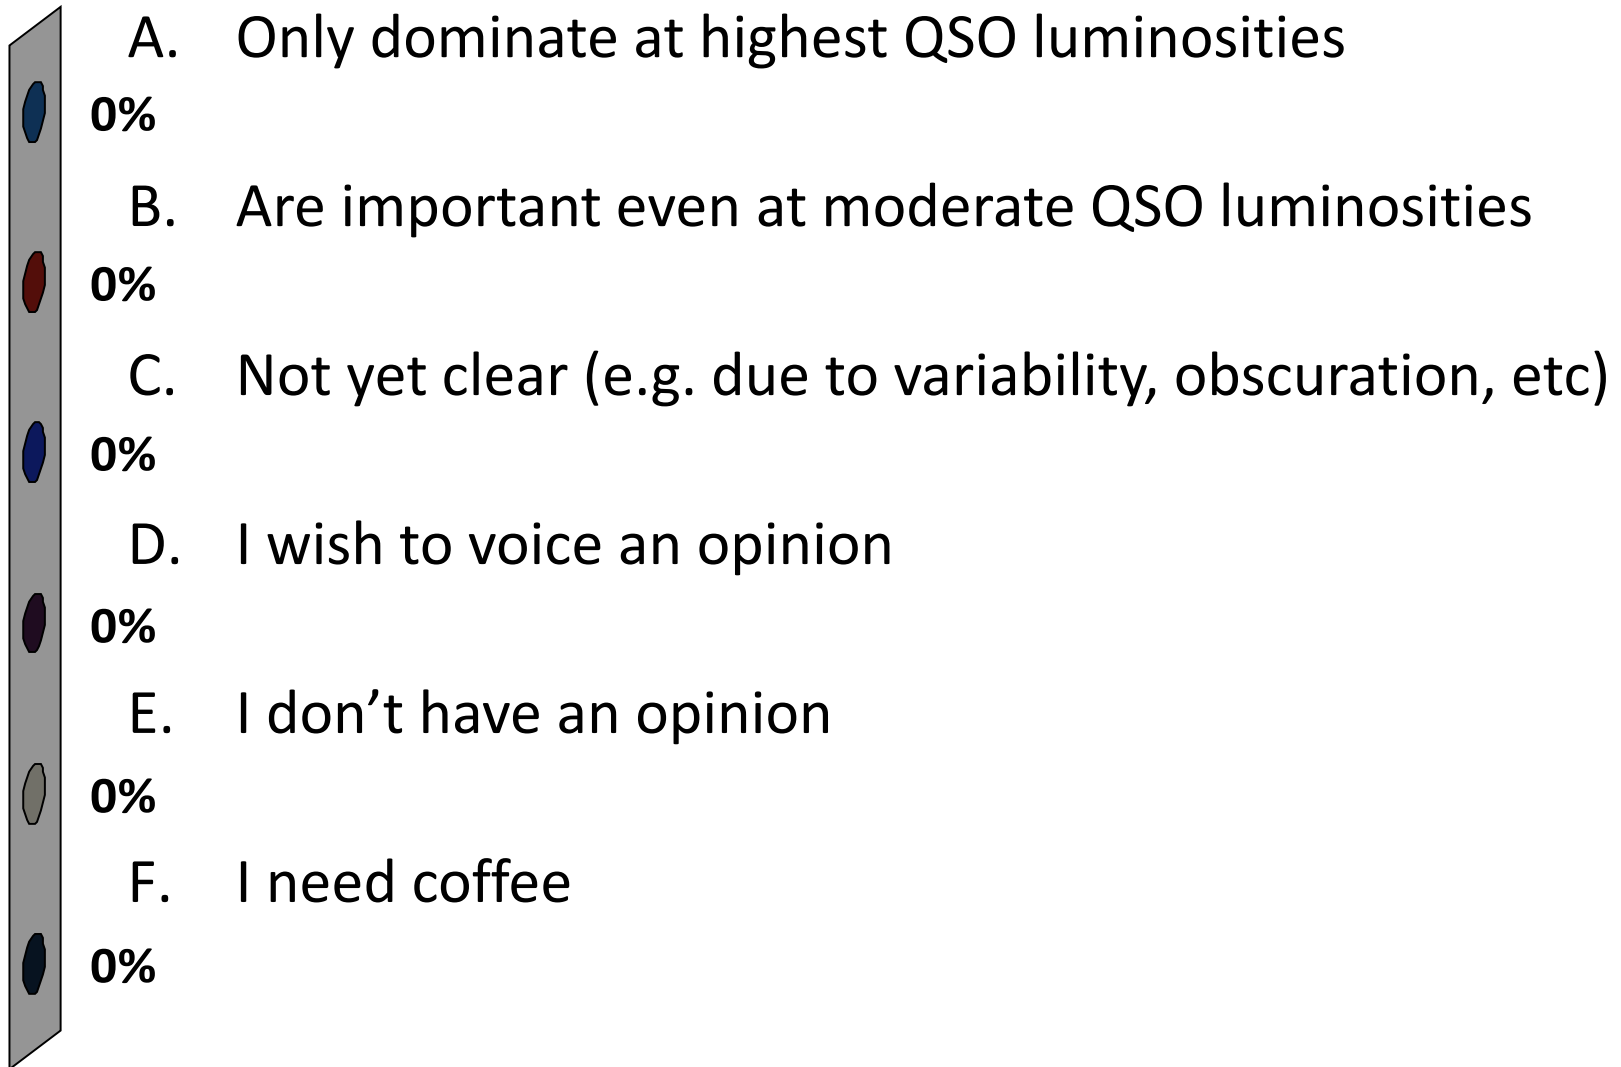 A. Only dominate at highest QSO luminosities
0%
B. Are important even at moderate QSO luminosities
0%
C. Not yet clear (e.g. due to variability, obscuration, etc)
0%
D. I wish to voice an opinion
0%
E. I don’t have an opinion
0%
F. I need coffee
0%